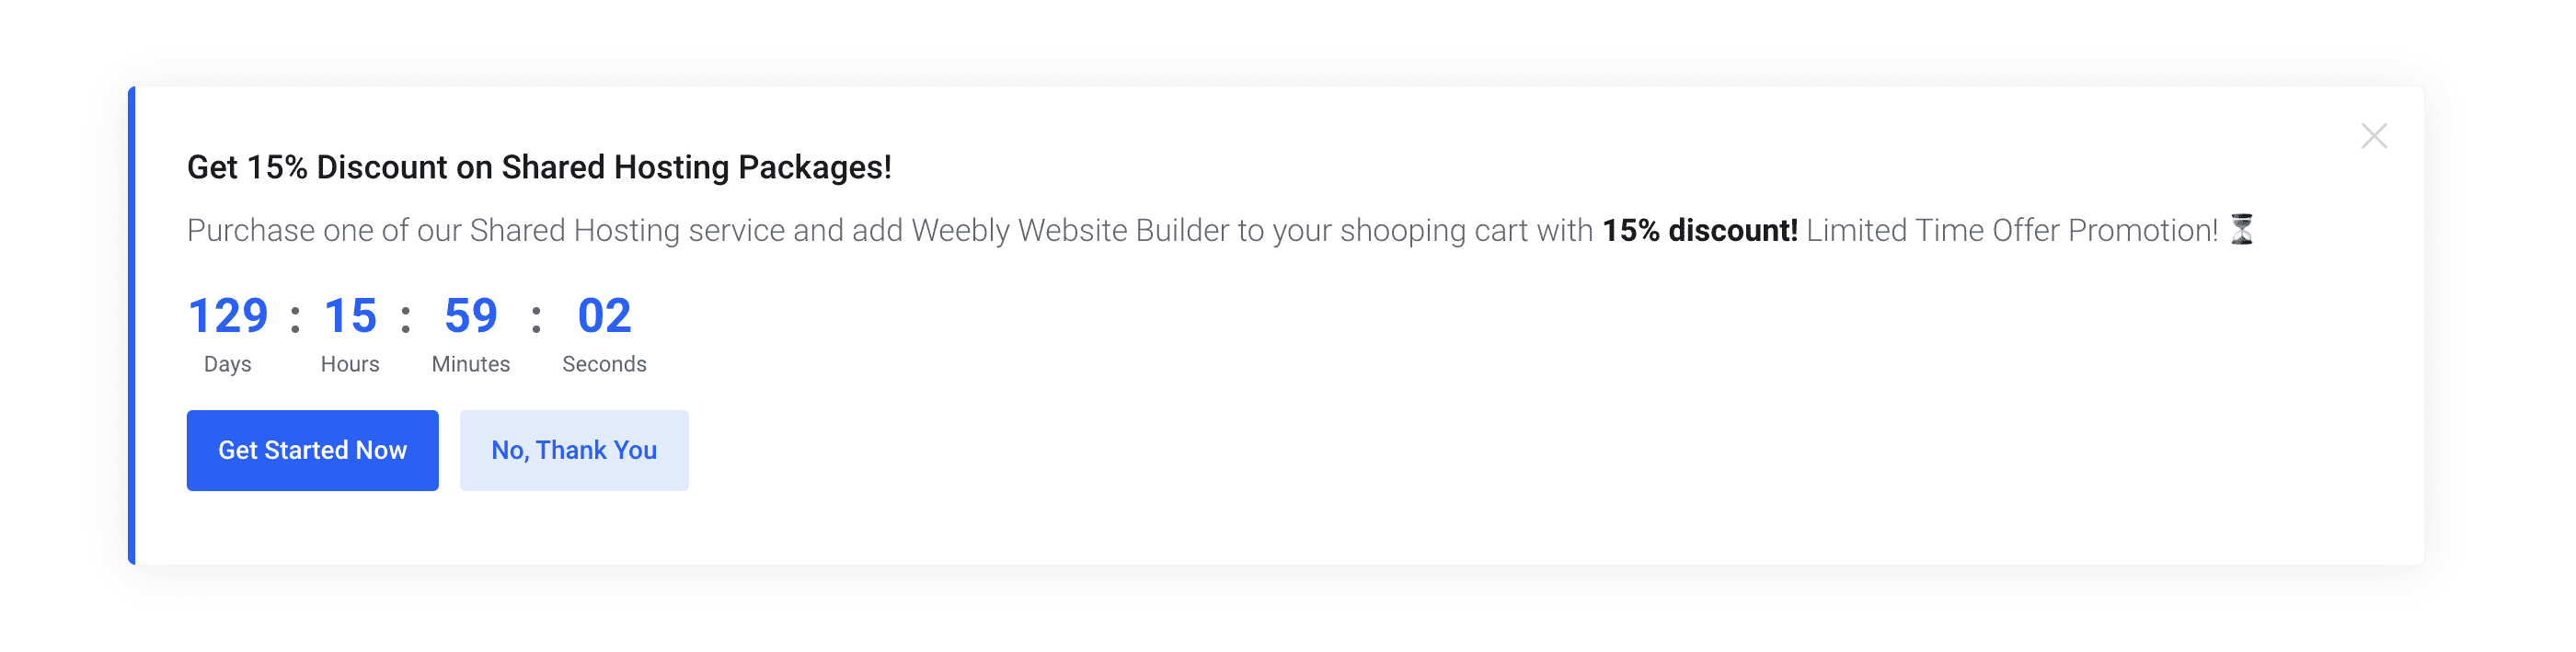 Get 15% Discount on Shared Hosting Packages!
Purchase one of our Shared Hosting service and add Weebly Website Builder to your shooping cart with 15% discount! Limited Time Offer Promotion! ⏳
129 : 15 : 59 : 02
Days Hours Minutes Seconds
Get Started Now No, Thank You